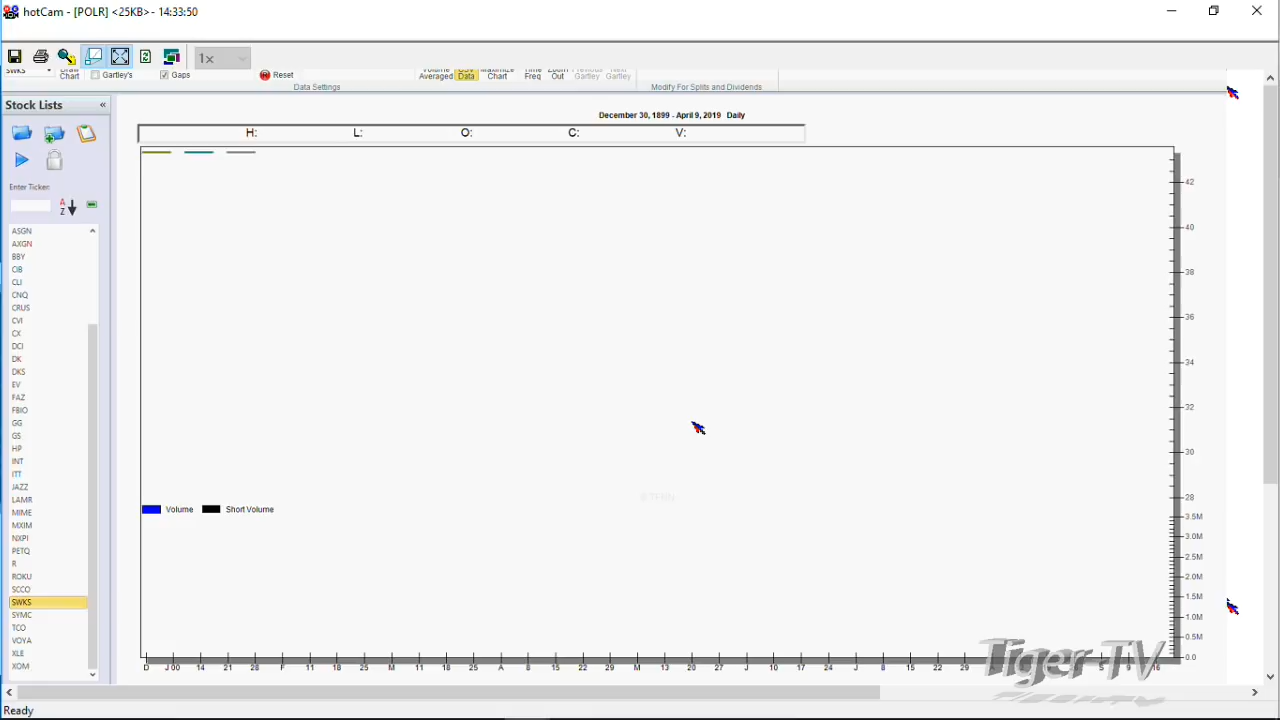 hotCam - [POLR] <25KB> - 14:33:50
1x
SWKS
Draw Chart
Gartley's
Gaps
Reset
Volume Averaged
CSV Data
Maximize Chart
Time Freq
Zoom Out
Previous Gartley
Next Gartley
Data Settings
Modify For Splits and Dividends
Stock Lists «
December 30, 1899 - April 9, 2019 Daily
H: L: O: C: V:
Enter Ticker:
A Z
ASGN
AXGN
BBY
CIB
CLI
CNQ
CRUS
CVI
CX
DCI
DK
DKS
EV
FAZ
FBIO
GG
GS
HP
INT
ITT
JAZZ
LAMR
MIME
MXIM
NXPI
PETQ
R
ROKU
SCCO
SWKS
SYMC
TCO
VOYA
XLE
XOM
42
40
38
36
34
32
30
28
Volume Short Volume
3.5M
3.0M
2.5M
2.0M
1.5M
1.0M
0.5M
0.0
D J 00 14 21 28 F 11 18 25 M 11 18 25 A 8 15 22 29 M 13 20 27 J 10 17 24 J 8 15 22 29 16
Tiger-TV
Ready